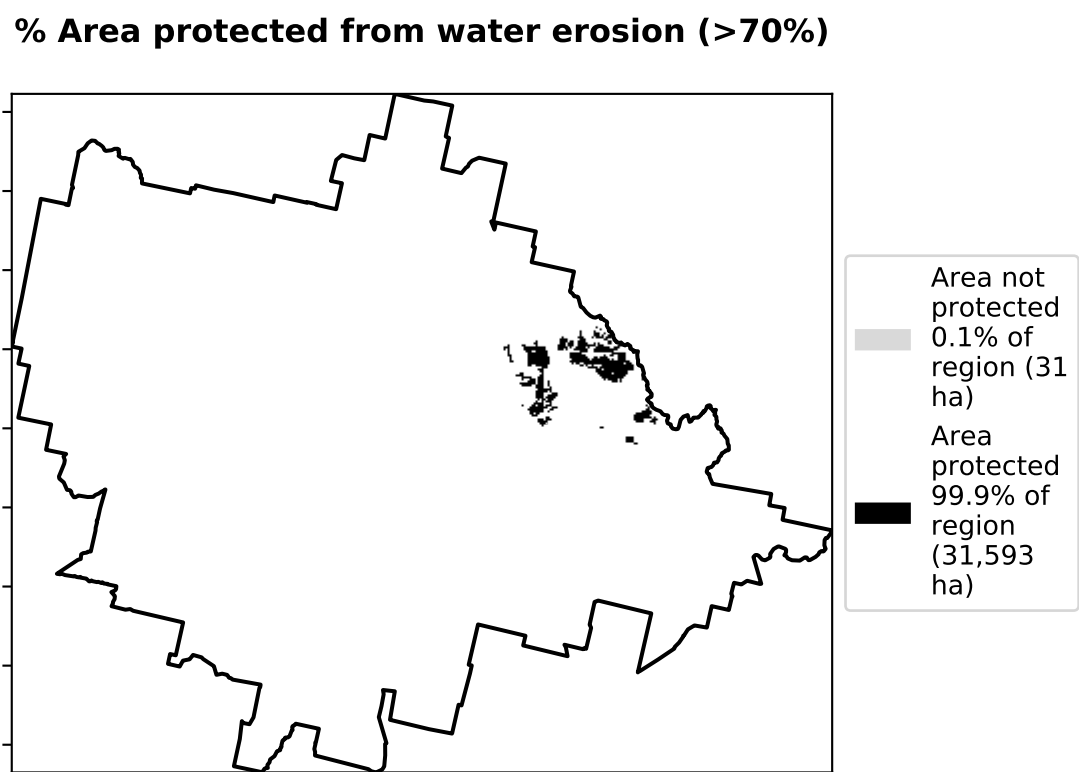 % Area protected from water erosion (>70%)
Area not
protected
0.1% of
region (31
ha)
Area
protected
99.9% of
region
(31,593
ha)